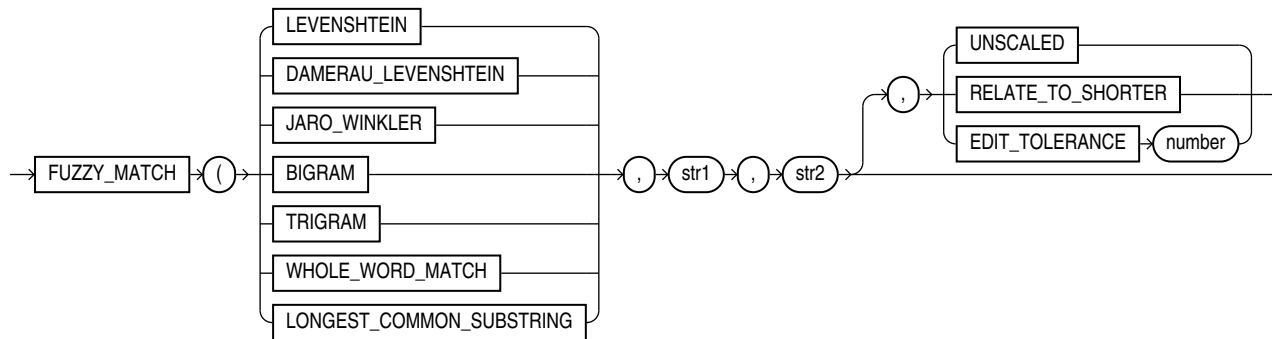 LEVENSHTEIN
DAMERAU_LEVENSHTEIN
JARO_WINKLER
FUZZY_MATCH ( BIGRAM , str1 , str2
TRIGRAM
WHOLE_WORD_MATCH
LONGEST_COMMON_SUBSTRING
, UNSCALED
RELATE_TO_SHORTER
EDIT_TOLERANCE number